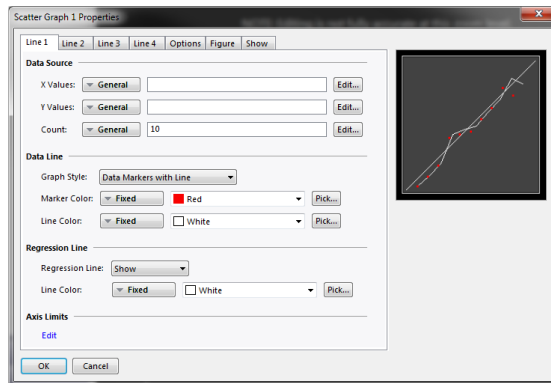 Scatter Graph 1 Properties
Line 1 Line 2 Line 3 Line 4 Options Figure Show
Data Source
X Values: General Edit...
Y Values: General Edit...
Count: General 10 Edit...
Data Line
Graph Style: Data Markers with Line
Marker Color: Fixed Red Pick...
Line Color: Fixed White Pick...
Regression Line
Regression Line: Show
Line Color: Fixed White Pick...
Axis Limits
Edit
OK Cancel